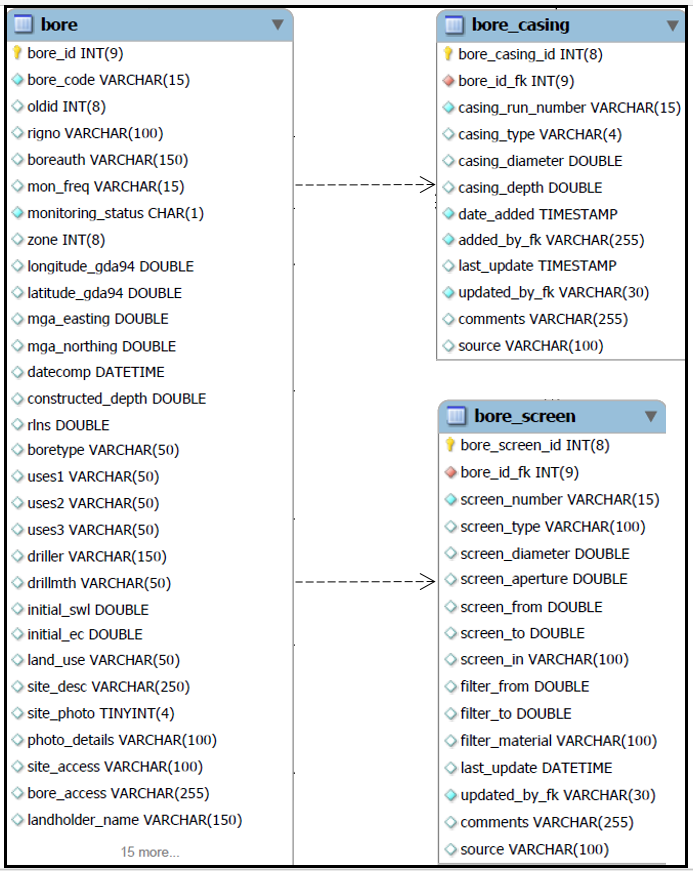 bore
bore_id INT(9)
bore_code VARCHAR(15)
oldid INT(8)
rigno VARCHAR(100)
boreauth VARCHAR(150)
mon_freq VARCHAR(15)
monitoring_status CHAR(1)
zone INT(8)
longitude_gda94 DOUBLE
latitude_gda94 DOUBLE
mga_easting DOUBLE
mga_northing DOUBLE
datecomp DATETIME
constructed_depth DOUBLE
rlns DOUBLE
boretype VARCHAR(50)
uses1 VARCHAR(50)
uses2 VARCHAR(50)
uses3 VARCHAR(50)
driller VARCHAR(150)
drillmth VARCHAR(50)
initial_swl DOUBLE
initial_ec DOUBLE
land_use VARCHAR(50)
site_desc VARCHAR(250)
site_photo TINYINT(4)
photo_details VARCHAR(100)
site_access VARCHAR(100)
bore_access VARCHAR(255)
landholder_name VARCHAR(150)
15 more...
bore_casing
bore_casing_id INT(8)
bore_id_fk INT(9)
casing_run_number VARCHAR(15)
casing_type VARCHAR(4)
casing_diameter DOUBLE
casing_depth DOUBLE
date_added TIMESTAMP
added_by_fk VARCHAR(255)
last_update TIMESTAMP
updated_by_fk VARCHAR(30)
comments VARCHAR(255)
source VARCHAR(100)
bore_screen
bore_screen_id INT(8)
bore_id_fk INT(9)
screen_number VARCHAR(15)
screen_type VARCHAR(100)
screen_diameter DOUBLE
screen_aperture DOUBLE
screen_from DOUBLE
screen_to DOUBLE
screen_in VARCHAR(100)
filter_from DOUBLE
filter_to DOUBLE
filter_material VARCHAR(100)
last_update DATETIME
updated_by_fk VARCHAR(30)
comments VARCHAR(255)
source VARCHAR(100)